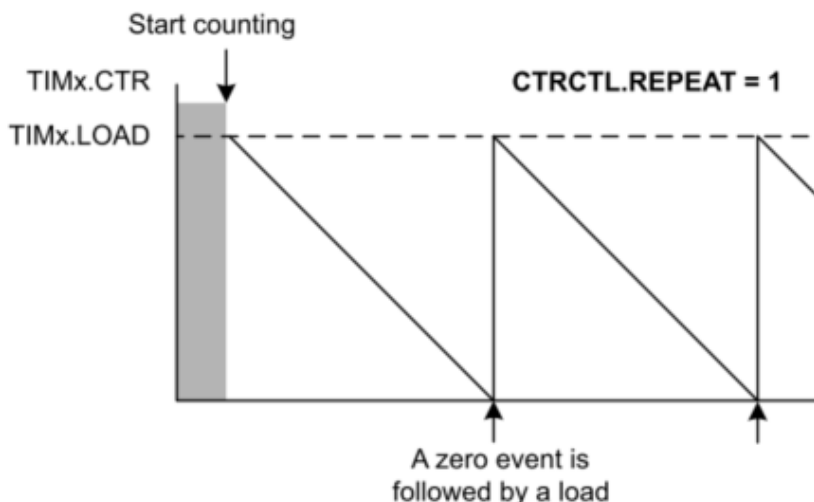 Start counting
TIMx.CTR
CTRCTL.REPEAT = 1
TIMx.LOAD
A zero event is
followed by a load